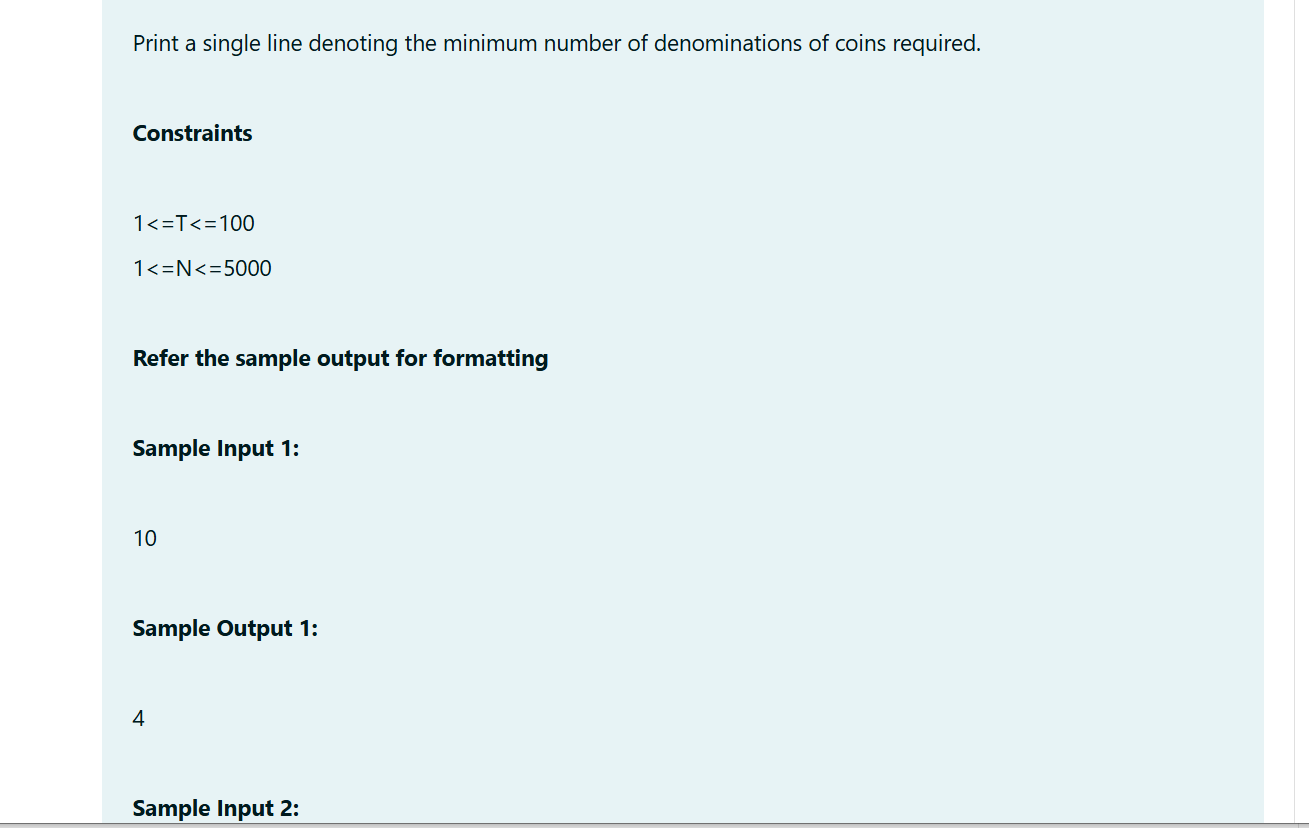 Print a single line denoting the minimum number of denominations of coins required.
Constraints
1<=T<=100
1<=N<=5000
Refer the sample output for formatting
Sample Input 1:
10
Sample Output 1:
4
Sample Input 2: